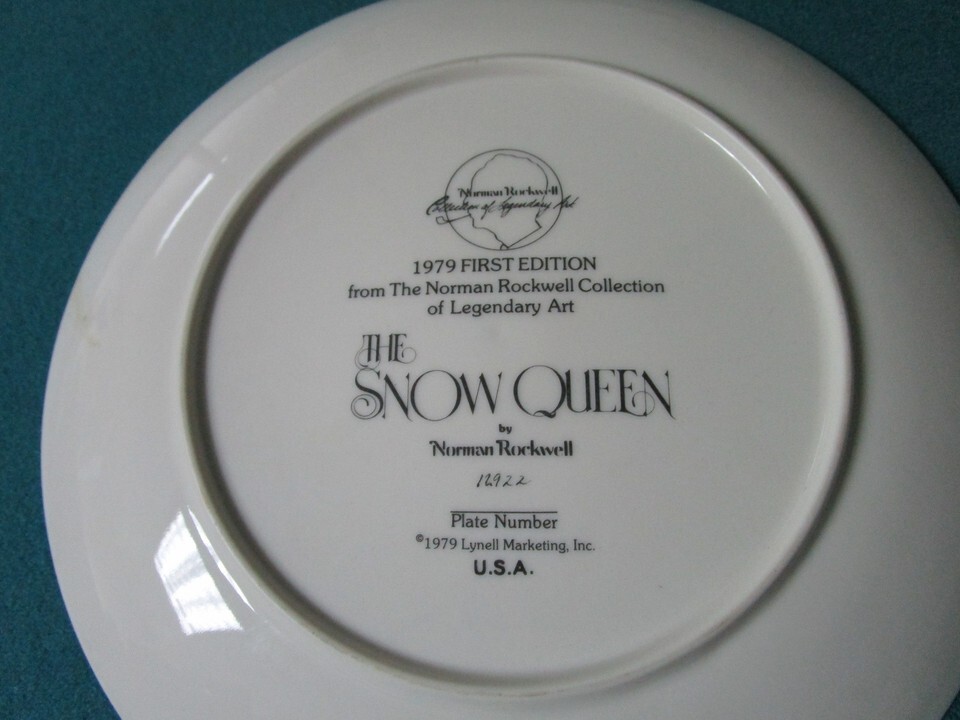 Norman Rockwell
Collection of Legendary Art
1979 FIRST EDITION
from The Norman Rockwell Collection
of Legendary Art
THE
SNOW QUEEN
by
Norman Rockwell
12922
Plate Number
©1979 Lynell Marketing, Inc.
U.S.A.